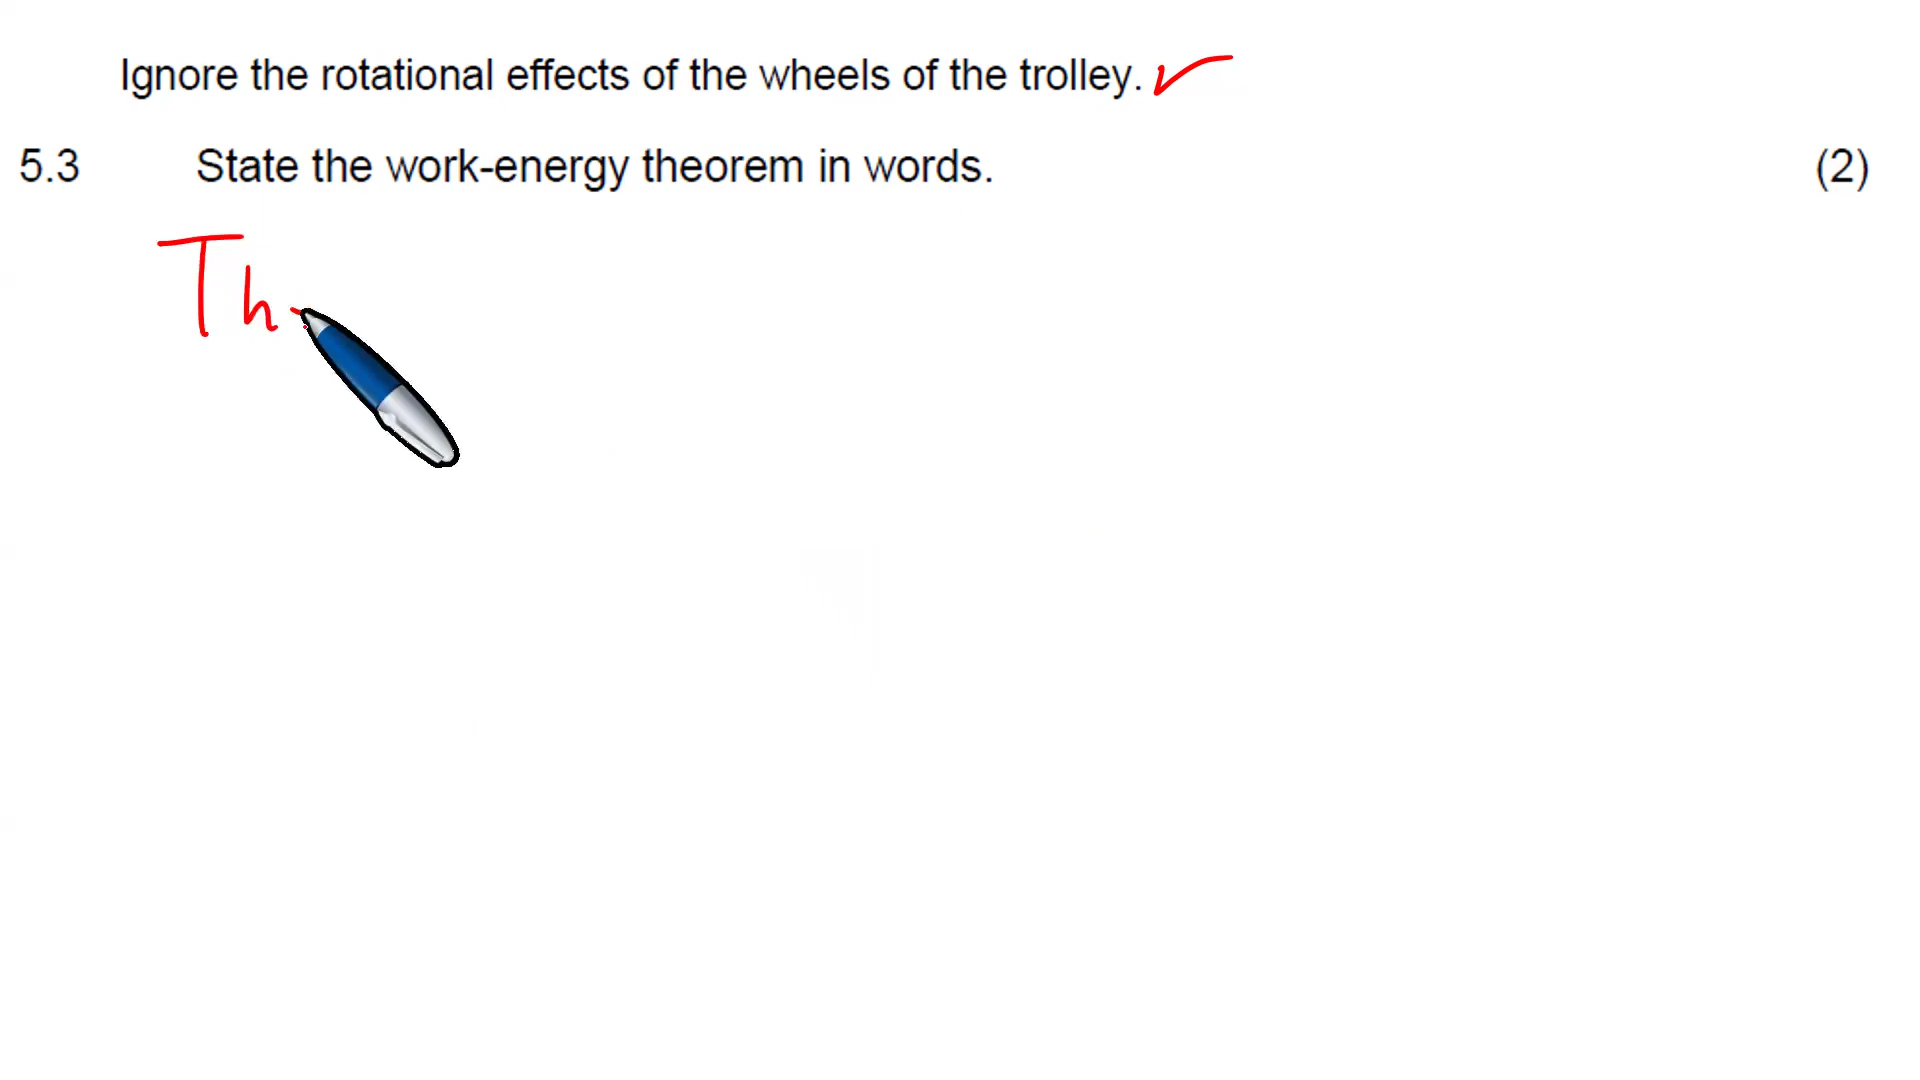 Ignore the rotational effects of the wheels of the trolley.
5.3 State the work-energy theorem in words. (2)
Th